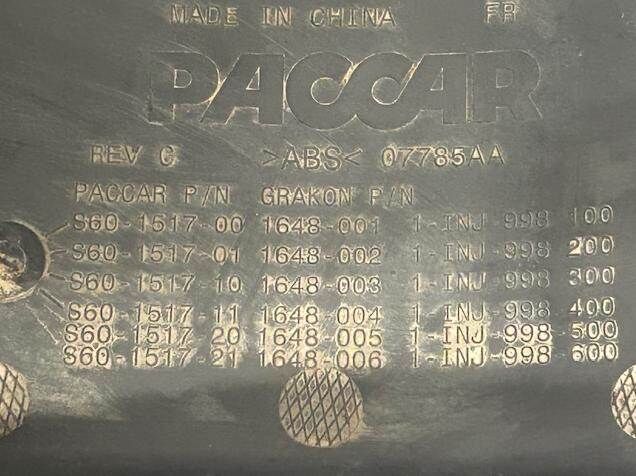 MADE IN CHINA FR
PACCAR
REV C >ABS< 07785AA
PACCAR P/N GRAKON P/N
S60-1517-00 1648-001 1-INJ-998 100
S60-1517-01 1648-002 1-INJ-998 200
S60-1517-10 1648-003 1-INJ-998 300
S60-1517-11 1648-004 1-INJ-998 400
S60-1517-20 1648-005 1-INJ-998-500
S60-1517-21 1648-006 1-INJ-998 600